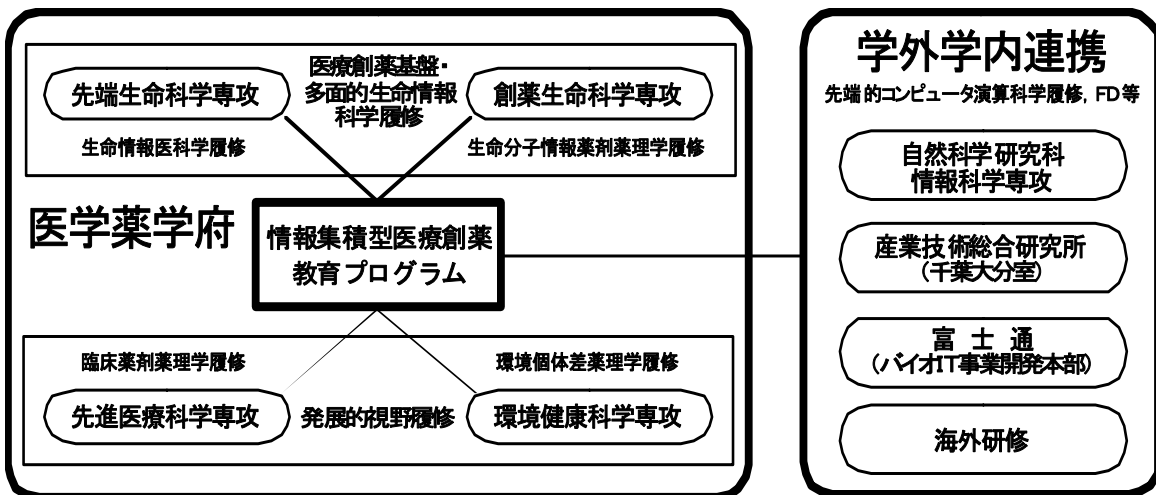 医療創薬基盤・
多面的生命情報
科学履修
先端生命科学専攻
創薬生命科学専攻
生命情報医科学履修
生命分子情報薬剤薬理学履修
医学薬学府
情報集積型医療創薬
教育プログラム
臨床薬剤薬理学履修
環境個体差薬理学履修
先進医療科学専攻
発展的視野履修
環境健康科学専攻
学外学内連携
先端的コンピュータ演算科学履修, FD等
自然科学研究科
情報科学専攻
産業技術総合研究所
(千葉大分室)
富 士 通
(バイオIT事業開発本部)
海外研修